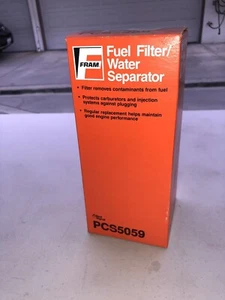 FRAM
Fuel Filter/
Water
Separator
• Filter removes contaminants from fuel
• Protects carburetors and injection
systems against plugging
• Regular replacement helps maintain
good engine performance
PCS5059